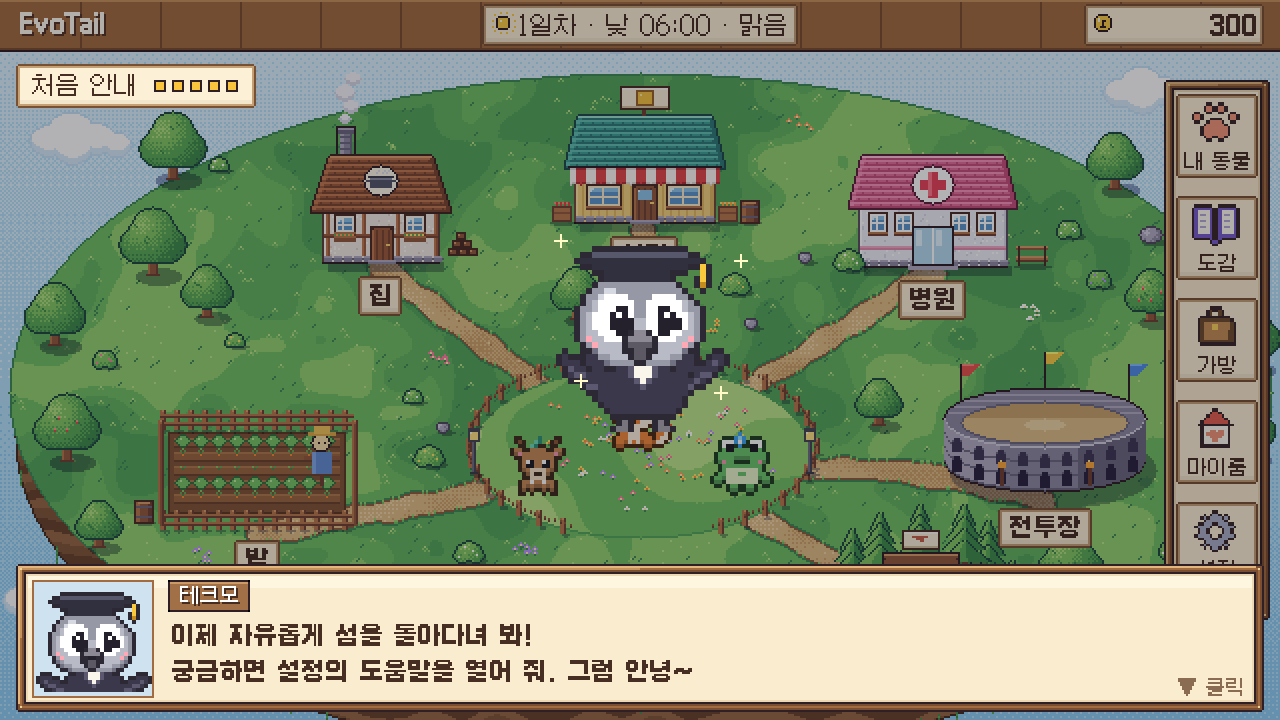 EvoTail
1일차 · 낮 06:00 · 맑음
300
처음 안내
내 동물
도감
가방
마이룸
집
병원
전투장
밭
테크모
이제 자유롭게 섬을 돌아다녀 봐!
궁금하면 설정의 도움말을 열어 줘. 그럼 안녕~
▼ 클릭